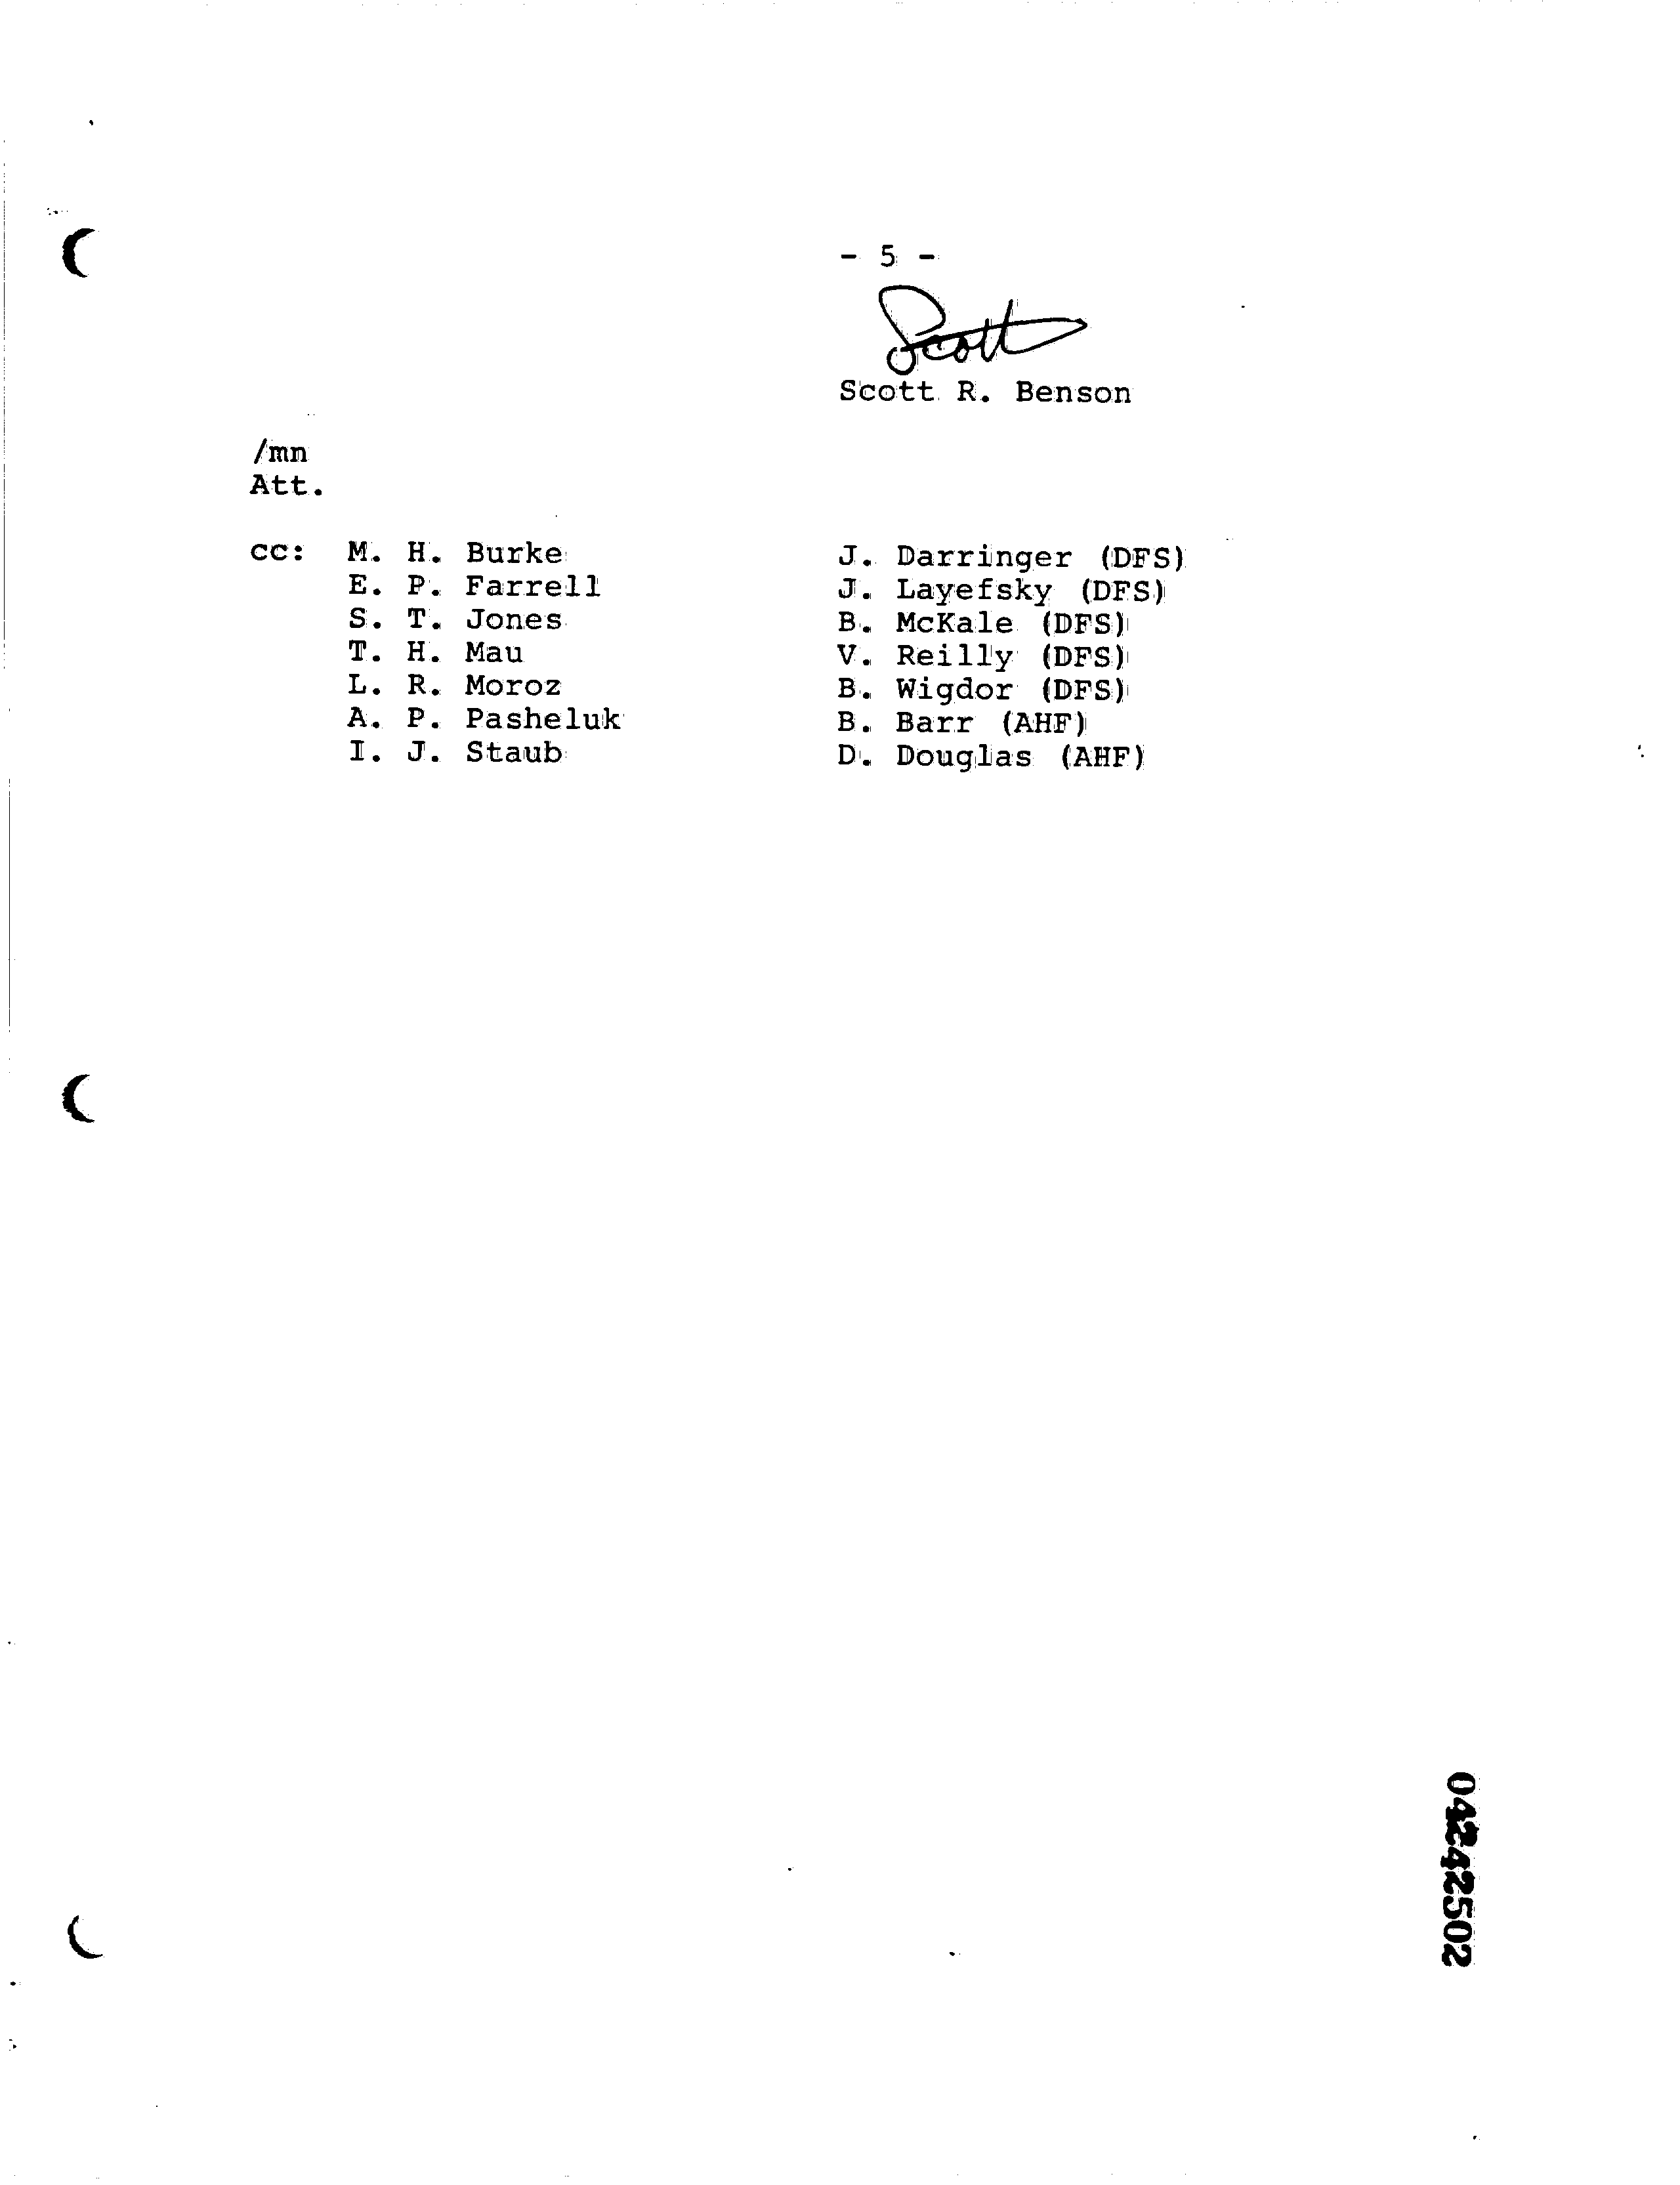 - 5 -
Scott
Scott R. Benson
/mn
Att.
cc: M. H. Burke
E. P. Farrell
S. T. Jones
T. H. Mau
L. R. Moroz
A. P. Pasheluk
I. J. Staub
J. Darringer (DFS)
J. Layefsky (DFS)
B. McKale (DFS)
V. Reilly (DFS)
B. Wigdor (DFS)
B. Barr (AHF)
D. Douglas (AHF)
04242502